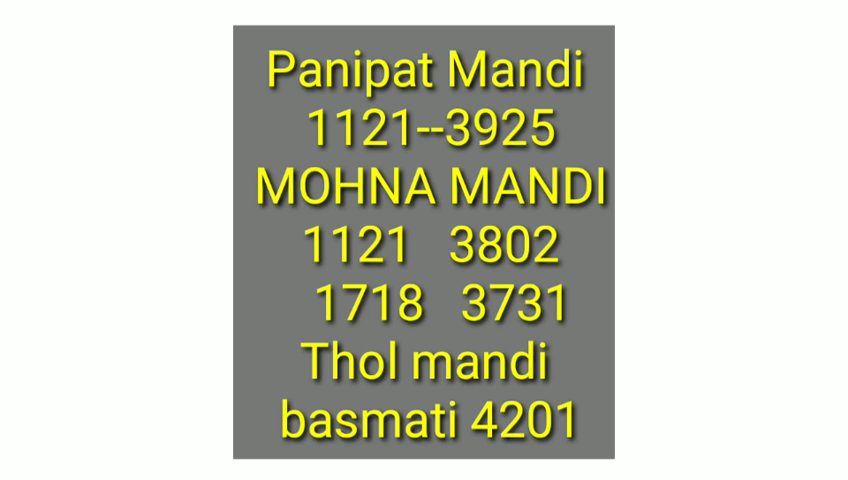 Panipat Mandi
1121--3925
MOHNA MANDI
1121 3802
1718 3731
Thol mandi
basmati 4201